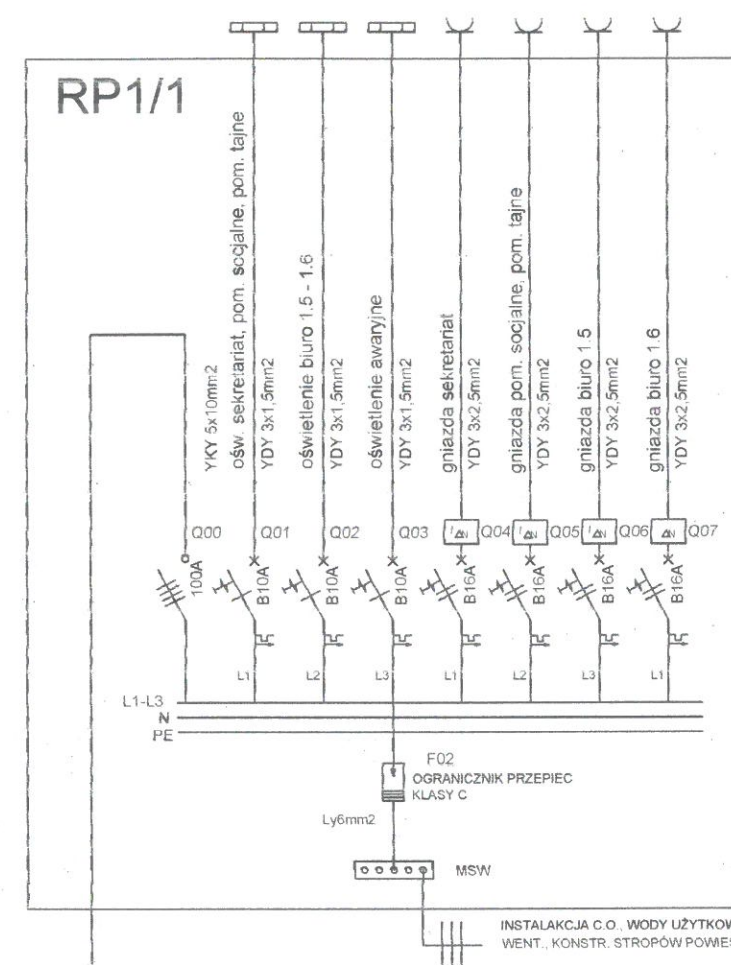 RP1/1
YKY 5x10mm2
ośw. sekretariat, pom. socjalne, pom. tajne
YDY 3x1,5mm2
oświetlenie biuro 1.5 - 1.6
YDY 3x1,5mm2
oświetlenie awaryjne
YDY 3x1,5mm2
gniazda sekretariat
YDY 3x2,5mm2
gniazda pom. socjalne, pom. tajne
YDY 3x2,5mm2
gniazda biuro 1.5
YDY 3x2,5mm2
gniazda biuro 1.6
YDY 3x2,5mm2
Q00 Q01 Q02 Q03 I∆N Q04 I∆N Q05 I∆N Q06 I∆N Q07
100A B10A B10A B10A B16A B16A B16A B16A
L1 L2 L3 L1 L2 L3 L1
L1-L3
N
PE
F02
OGRANICZNIK PRZEPIEC
KLASY C
Ly6mm2
MSW
INSTALAKCJA C.O., WODY UŻYTKOW
WENT., KONSTR. STROPÓW POWIES